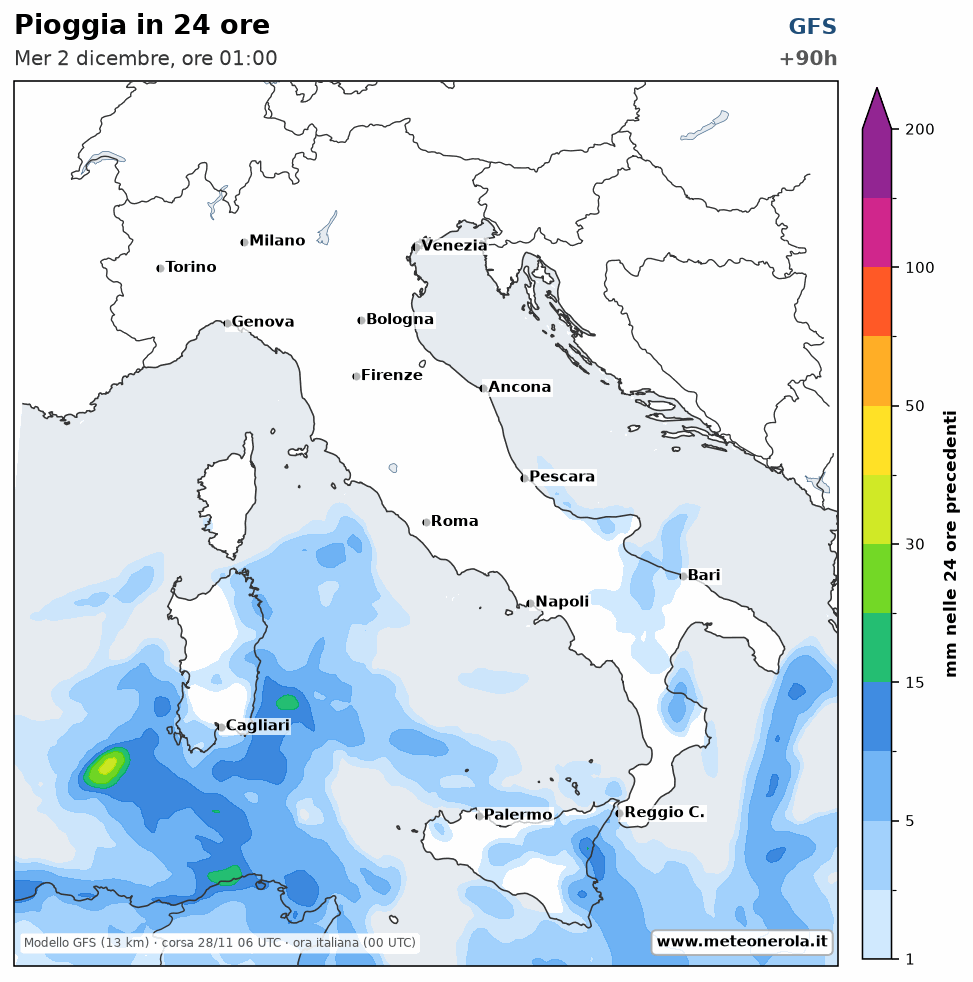 Pioggia in 24 ore
GFS
Mer 2 dicembre, ore 01:00
+90h
200
100
50
30
15
5
1
mm nelle 24 ore precedenti
Milano
Venezia
Torino
Genova
Bologna
Firenze
Ancona
Pescara
Roma
Bari
Napoli
Cagliari
Palermo
Reggio C.
Modello GFS (13 km) · corsa 28/11 06 UTC · ora italiana (00 UTC)
www.meteonerola.it